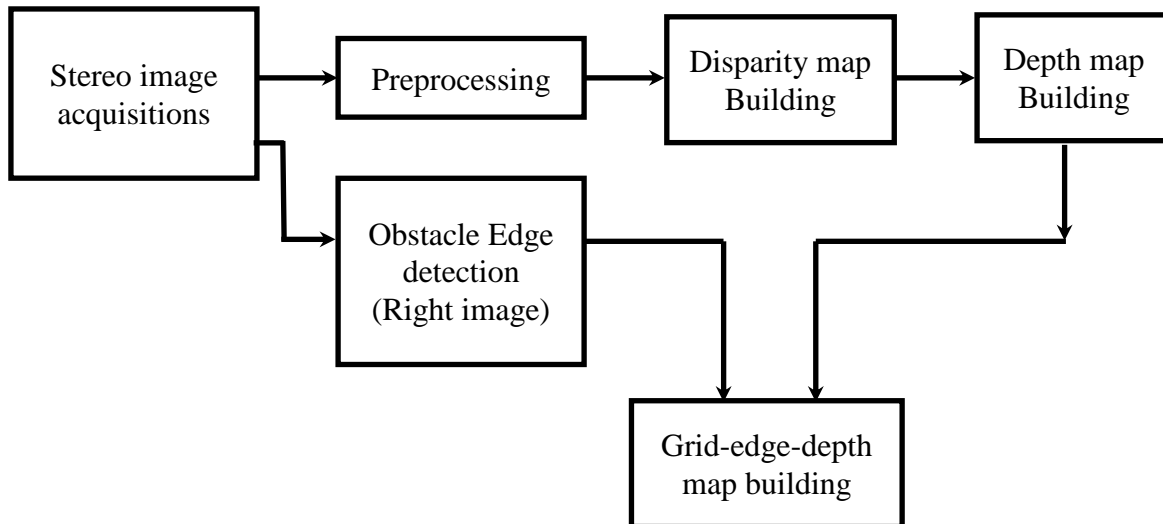 Stereo image
acquisitions
Preprocessing
Disparity map
Building
Depth map
Building
Obstacle Edge
detection
(Right image)
Grid-edge-depth
map building